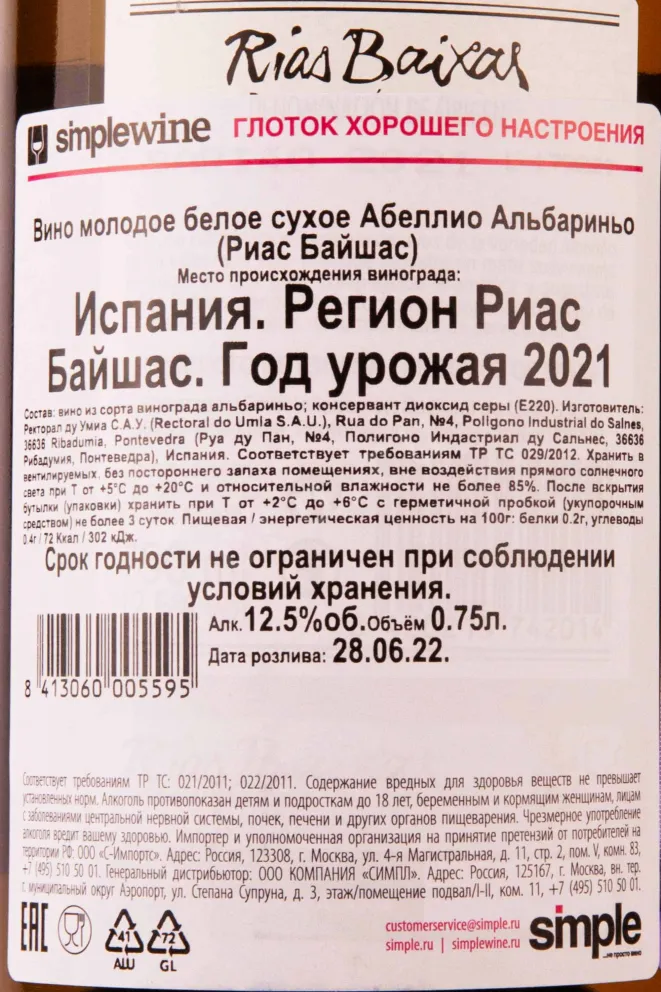 Rias Baixas
simplewine ГЛОТОК ХОРОШЕГО НАСТРОЕНИЯ
Вино молодое белое сухое Абеллио Альбариньо
(Риас Байшас)
Место происхождения винограда:
Испания. Регион Риас
Байшас. Год урожая 2021
Состав: вино из сорта винограда альбариньо; консервант диоксид серы (Е220). Изготовитель:
Ректорал ду Умиа С.А.У. (Rectoral do Umia S.A.U.), Rua do Pan, №4, Poligono Industrial do Salnes,
36636 Ribadumia, Pontevedra (Руа ду Пан, №4, Полигоно Индастриал ду Сальнес, 36636
Рибадумия, Понтеведра), Испания. Соответствует требованиям ТР ТС 029/2012. Хранить в
вентилируемых, без постороннего запаха помещениях, вне воздействия прямого солнечного
света при Т от +5°С до +20°С и относительной влажности не более 85%. После вскрытия
бутылки (упаковки) хранить при Т от +2°С до +6°С с герметичной пробкой (укупорочным
средством) не более 3 суток. Пищевая / энергетическая ценность на 100г: белки 0.2г, углеводы
0.4г / 72 Ккал / 302 кДж.
Срок годности не ограничен при соблюдении
условий хранения.
Алк.12.5%об.Объём 0.75л.
Дата розлива: 28.06.22.
8 413060 005595
Соответствует требованиям ТР ТС: 021/2011; 022/2011. Содержание вредных для здоровья веществ не превышает
установленных норм. Алкоголь противопоказан детям и подросткам до 18 лет, беременным и кормящим женщинам, лицам
с заболеваниями центральной нервной системы, почек, печени и других органов пищеварения. Чрезмерное употребление
алкоголя вредит вашему здоровью. Импортер и уполномоченная организация на принятие претензий от потребителей на
территории РФ: ООО «С-Импортс». Адрес: Россия, 123308, г. Москва, ул. 4-я Магистральная, д. 11, стр. 2, пом. V, комн. 83,
+7 (495) 510 50 01. Генеральный дистрибьютор: ООО КОМПАНИЯ «СИМПЛ». Адрес: Россия, 125167, г. Москва, вн. тер.
г. муниципальный округ Аэропорт, ул. Степана Супруна, д. 3, этаж/помещение подвал/I-II, ком. 11, +7 (495) 510 50 01.
EAC
41 ALU
72 GL
customerservice@simple.ru
simple.ru | simplewine.ru
simple
...не просто вино